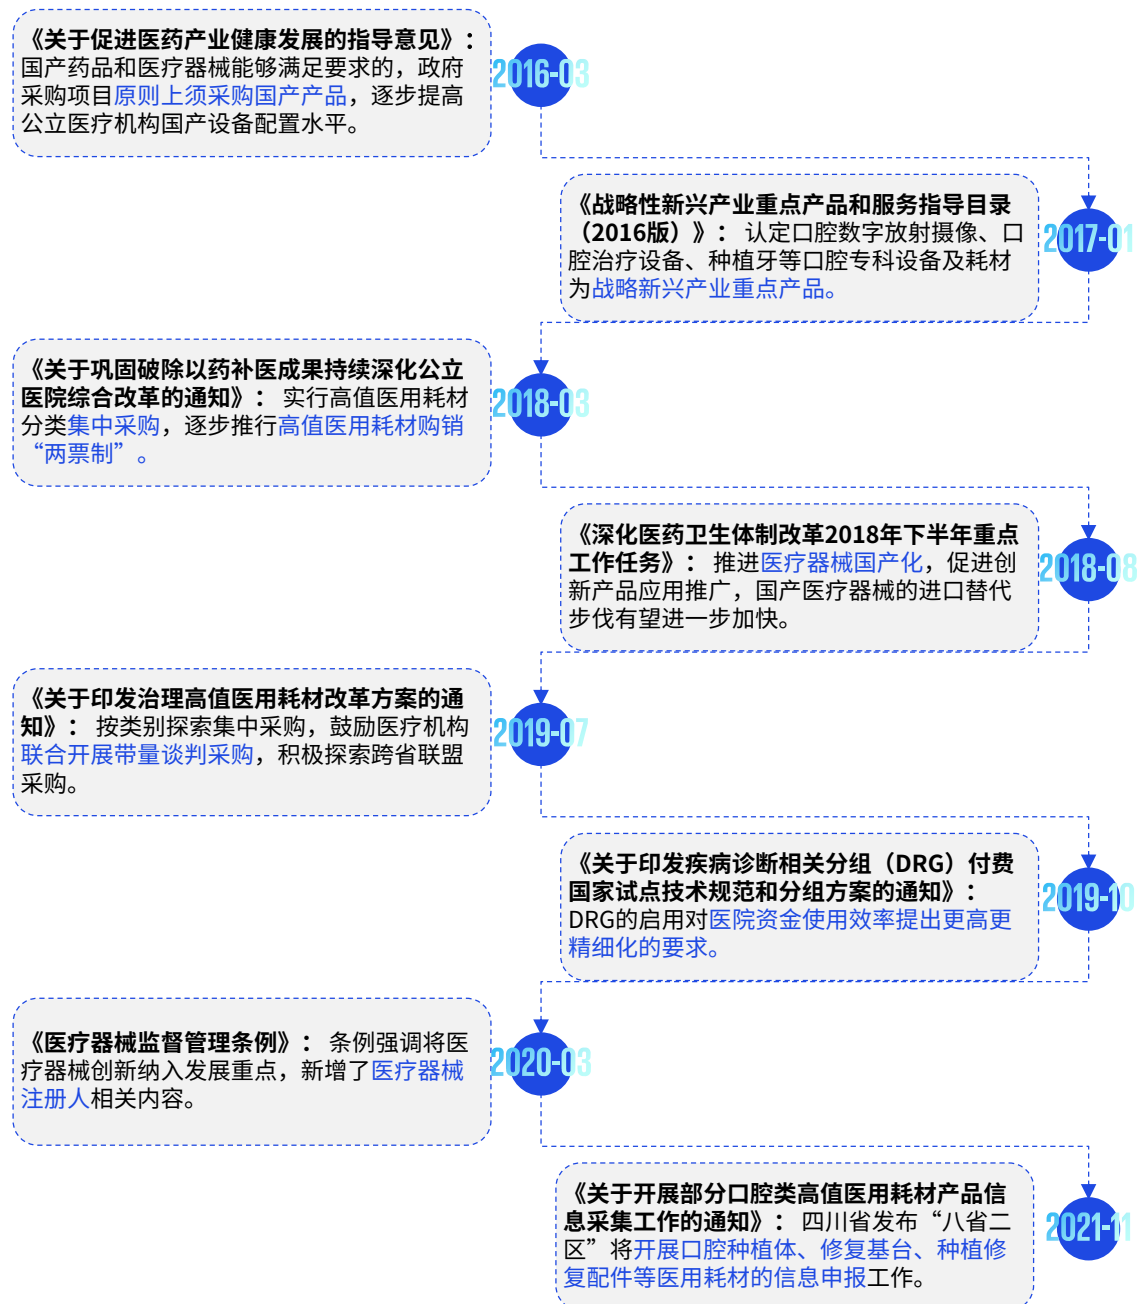 《关于促进医药产业健康发展的指导意见》：
国产药品和医疗器械能够满足要求的，政府
采购项目原则上须采购国产产品，逐步提高
公立医疗机构国产设备配置水平。
2016-03
《战略性新兴产业重点产品和服务指导目录
（2016版）》： 认定口腔数字放射摄像、口
腔治疗设备、种植牙等口腔专科设备及耗材
为战略新兴产业重点产品。
2017-01
《关于巩固破除以药补医成果持续深化公立
医院综合改革的通知》： 实行高值医用耗材
分类集中采购，逐步推行高值医用耗材购销
“两票制”。
2018-03
《深化医药卫生体制改革2018年下半年重点
工作任务》： 推进医疗器械国产化，促进创
新产品应用推广，国产医疗器械的进口替代
步伐有望进一步加快。
2018-08
《关于印发治理高值医用耗材改革方案的通
知》： 按类别探索集中采购，鼓励医疗机构
联合开展带量谈判采购，积极探索跨省联盟
采购。
2019-07
《关于印发疾病诊断相关分组（DRG）付费
国家试点技术规范和分组方案的通知》：
DRG的启用对医院资金使用效率提出更高更
精细化的要求。
2019-10
《医疗器械监督管理条例》： 条例强调将医
疗器械创新纳入发展重点，新增了医疗器械
注册人相关内容。
2020-03
《关于开展部分口腔类高值医用耗材产品信
息采集工作的通知》： 四川省发布“八省二
区”将开展口腔种植体、修复基台、种植修
复配件等医用耗材的信息申报工作。
2021-11